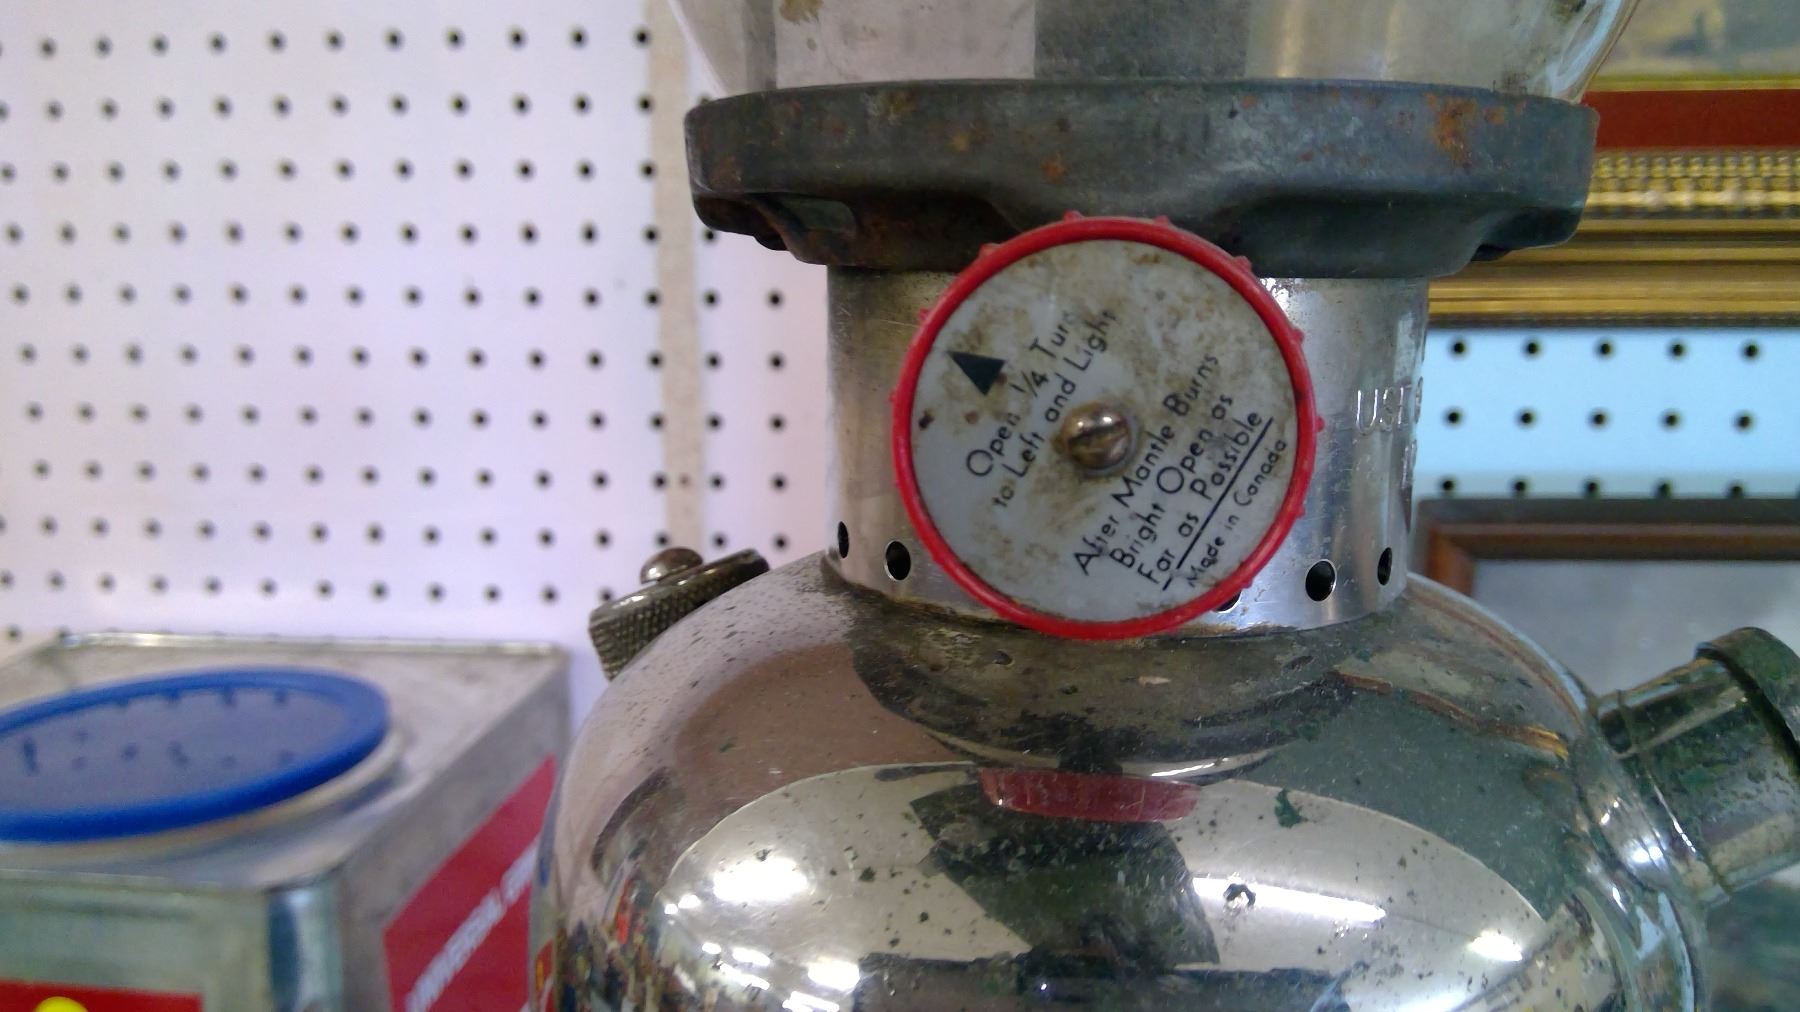 Open 1/4 Turn
to Left and Light
After Mantle Burns
Bright Open as
Far as Possible
Made in Canada
UNIVERSAL